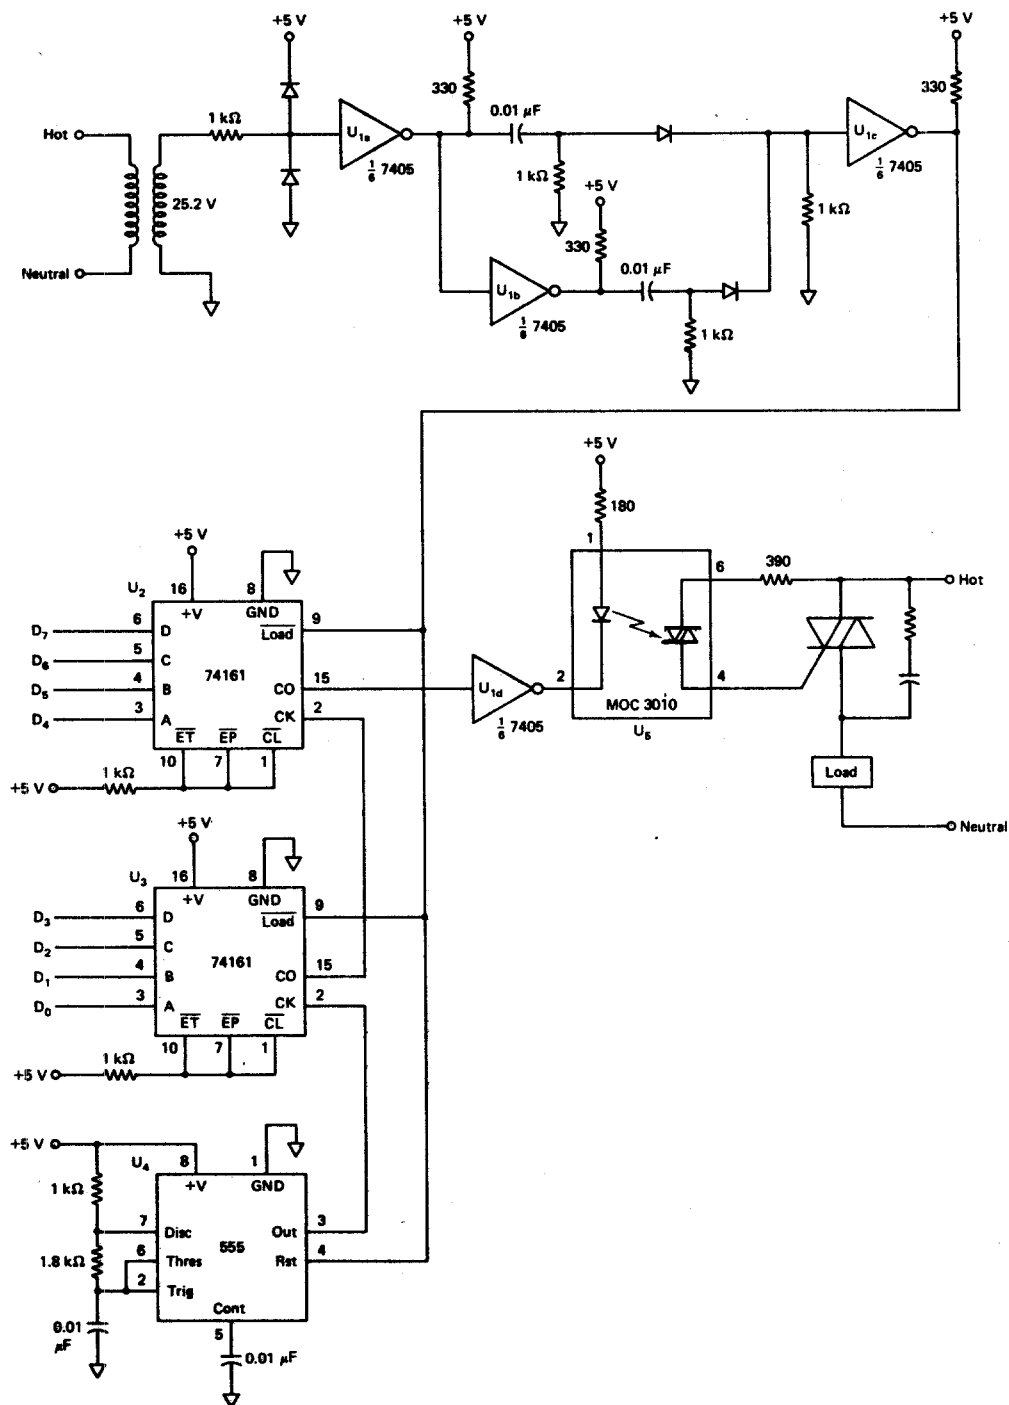 +5 V
+5 V
+5 V
330
330
0.01 μF
1 kΩ
Hot
U1a
1/6 7405
U1c
1/6 7405
25.2 V
1 kΩ
+5 V
1 kΩ
330
0.01 μF
Neutral
U1b
1/6 7405
1 kΩ
+5 V
180
+5 V
1
6
390
Hot
U2
16
8
+V
GND
D7
6
D
Load
9
D6
5
C
74161
D5
4
B
CO
15
U1d
1/6 7405
2
4
MOC 3010
U5
D4
3
A
CK
2
ET
EP
CL
10
7
1
Load
+5 V
1 kΩ
Neutral
+5 V
U3
16
8
+V
GND
D3
6
D
Load
9
D2
5
C
74161
D1
4
B
CO
15
D0
3
A
CK
2
ET
EP
CL
10
7
1
+5 V
1 kΩ
+5 V
U4
8
1
+V
GND
1 kΩ
7
Disc
Out
3
1.8 kΩ
6
Thres
555
Rst
4
2
Trig
Cont
0.01 μF
5
0.01 μF